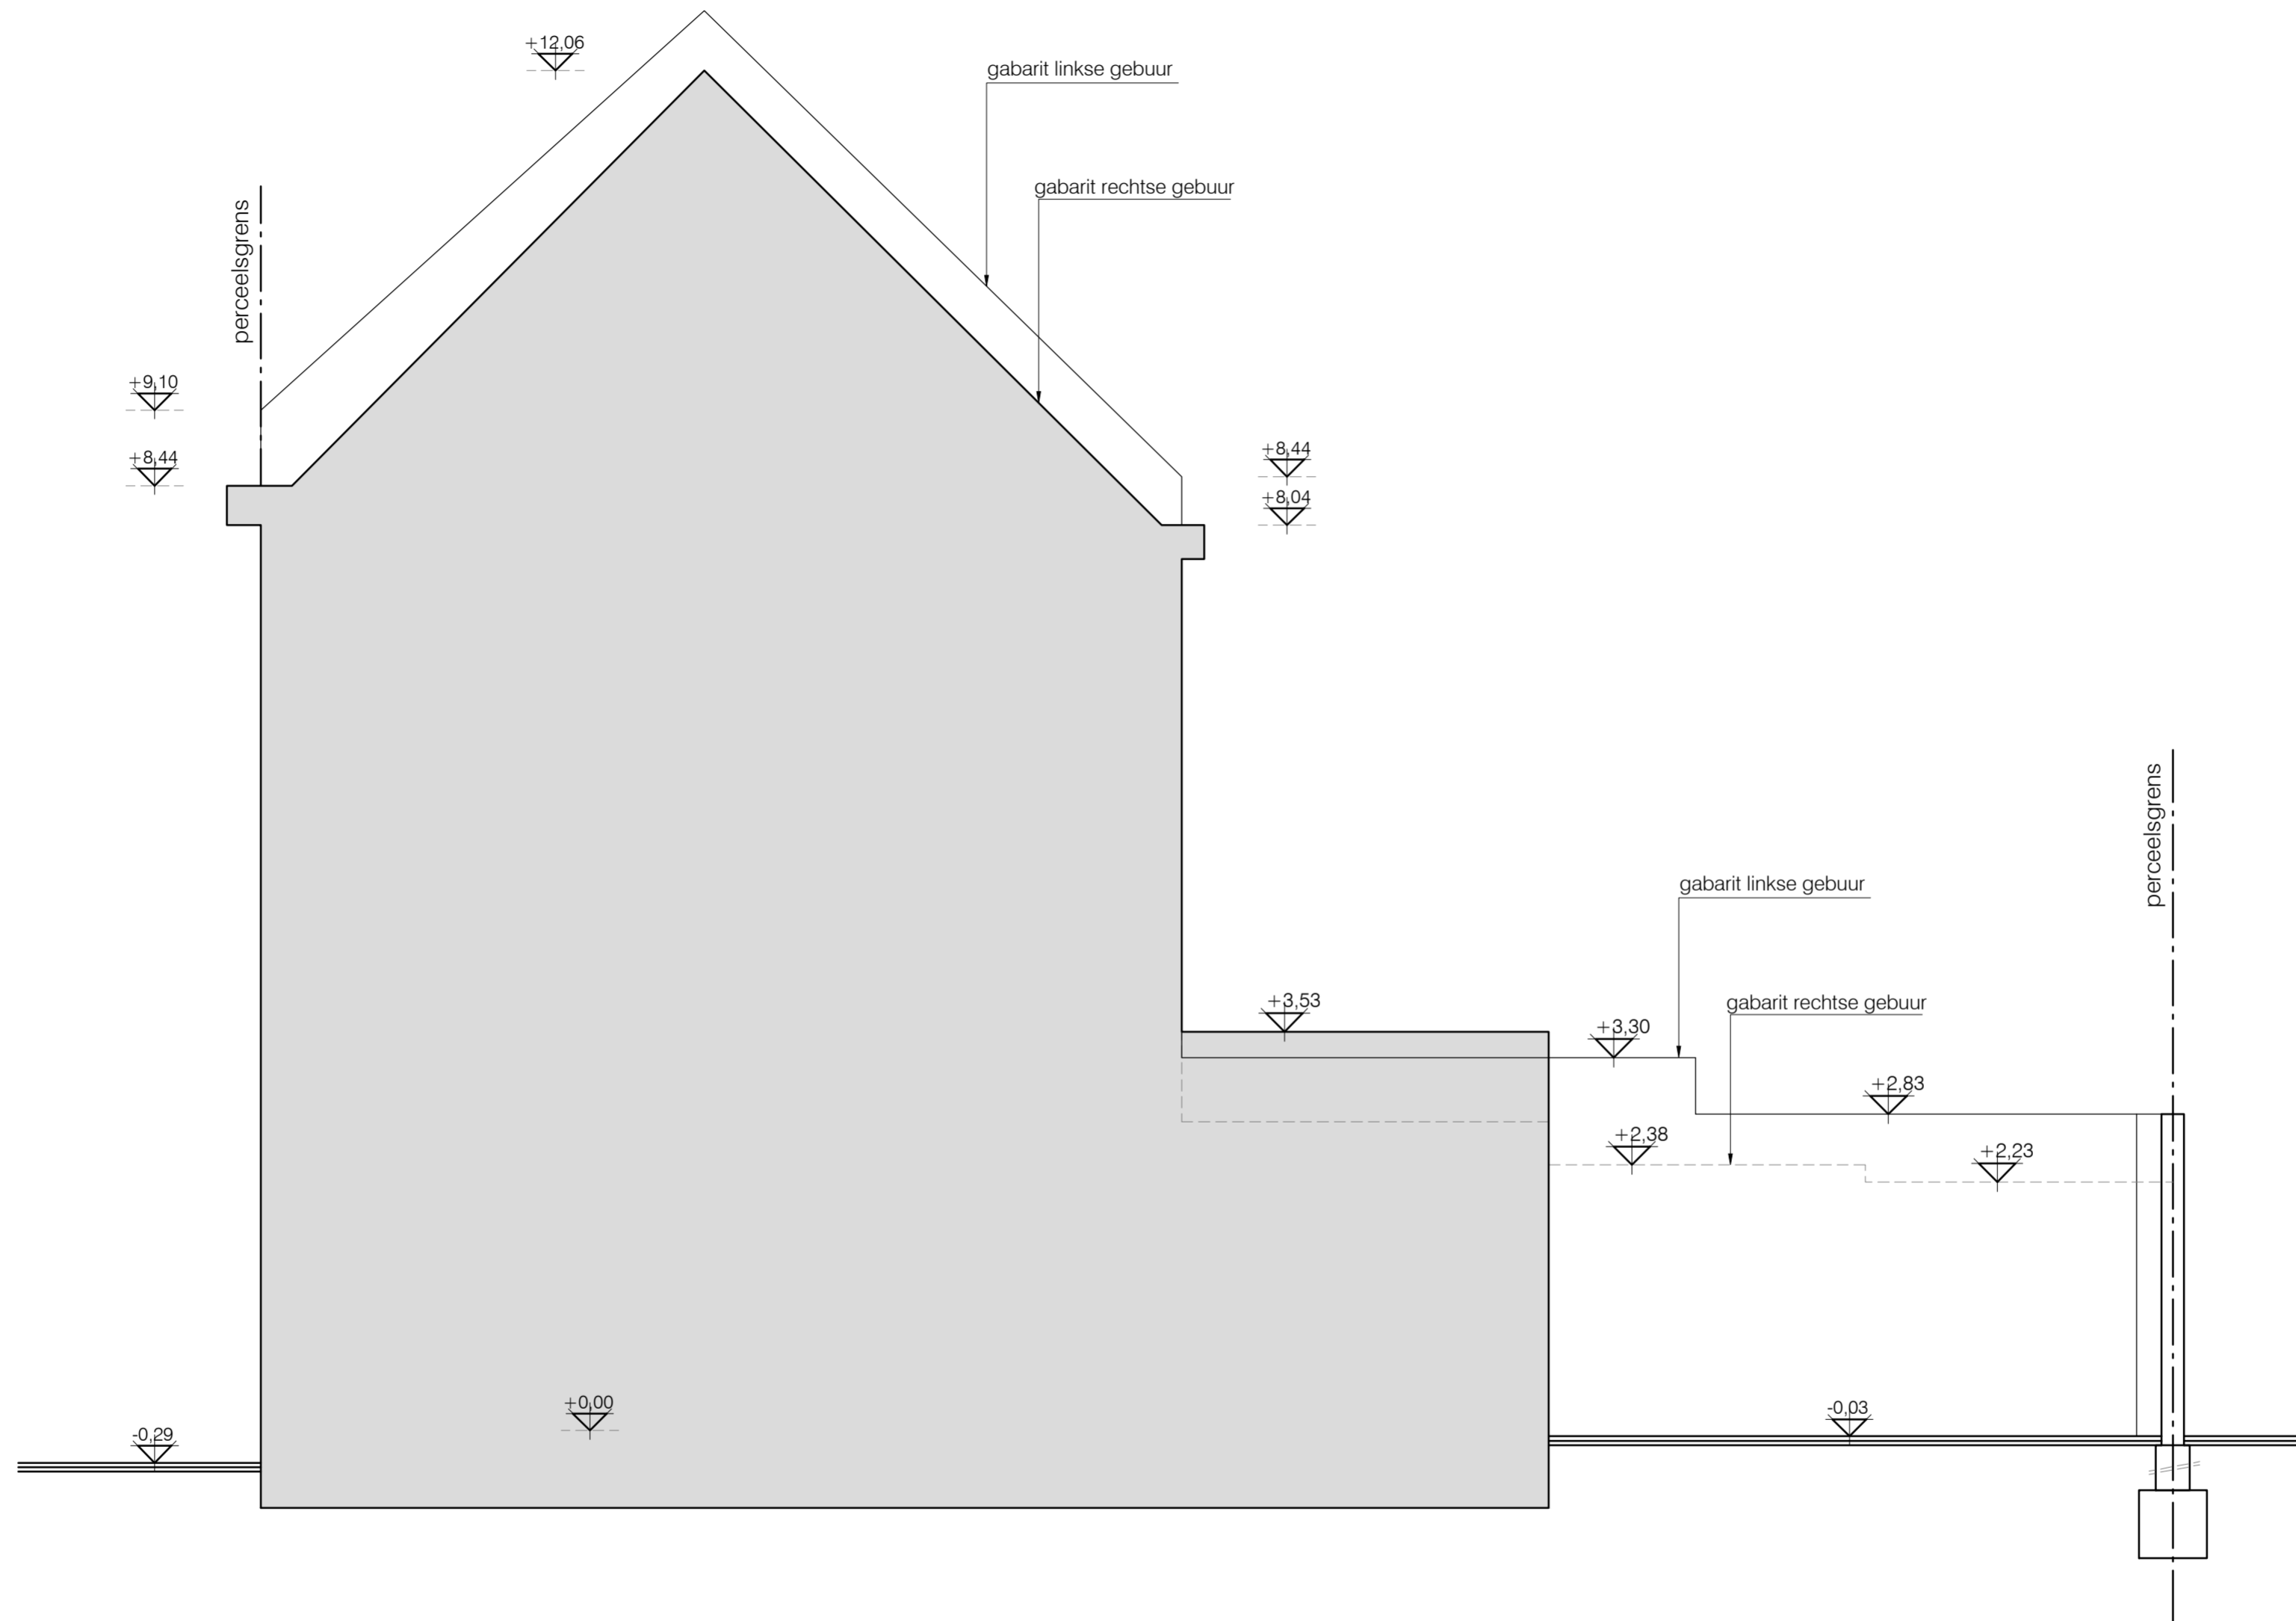 +12,06
gabarit linkse gebuur
gabarit rechtse gebuur
perceelsgrens
+9,10
+8,44
+8,44
+8,04
perceelsgrens
gabarit linkse gebuur
+3,53
gabarit rechtse gebuur
+3,30
+2,83
+2,38
+2,23
+0,00
-0,03
-0,29